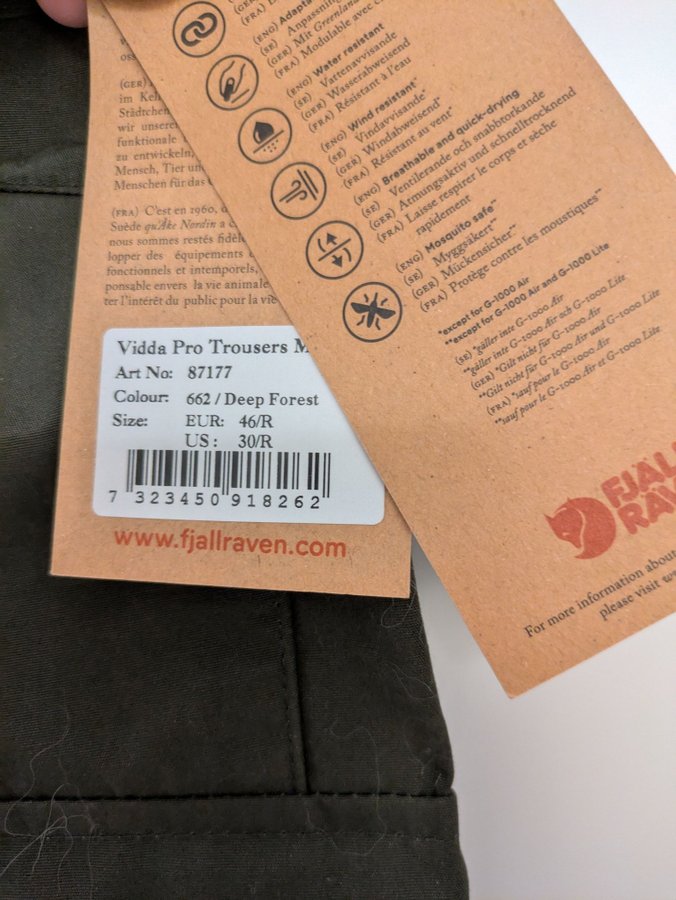 (GER)
im Kell
Städtchen
wir unserer
funktionale
zu entwickeln,
Mensch, Tier un
Menschen für das
(FRA) C'est en 1960, d
Suède qu'Åke Nordin a c
nous sommes restés fidèl
lopper des équipements
fonctionnels et intemporels,
ponsable envers la vie animale
ter l'intérêt du public pour la vie
Vidda Pro Trousers M
Art No: 87177
Colour: 662 / Deep Forest
Size: EUR: 46/R
US: 30/R
7 323450 918262
www.fjallraven.com
(ENG) Adapta
(SE) Anpassning
(GER) Mit Greenland
(FRA) Modulable avec
(ENG) Water resistant
(SE) Vattenavvisande
(GER) Wasserabweisend
(FRA) Résistant à l'eau
(ENG) Wind resistant*
(SE) Vindavvisande*
(GER) Windabweisend*
(FRA) Résistant au vent*
(ENG) Breathable and quick-drying
(SE) Ventilerande och snabbtorkande
(GER) Atmungsaktiv und schnelltrocknend
(FRA) Laisse respirer le corps et sèche
rapidement
(ENG) Mosquito safe**
(SE) Myggsäkert**
(GER) Mückensicher**
(FRA) Protège contre les moustiques**
*except for G-1000 Air
**except for G-1000 Air and G-1000 Lite
(SE) *gäller inte G-1000 Air
**gäller inte G-1000 Air och G-1000 Lite
(GER) *Gilt nicht für G-1000 Air
**Gilt nicht für G-1000 Air und G-1000 Lite
(FRA) *sauf pour le G-1000 Air
**sauf pour le G-1000 Air et G-1000 Lite
FJÄLL
RÄV
For more information about
please visit